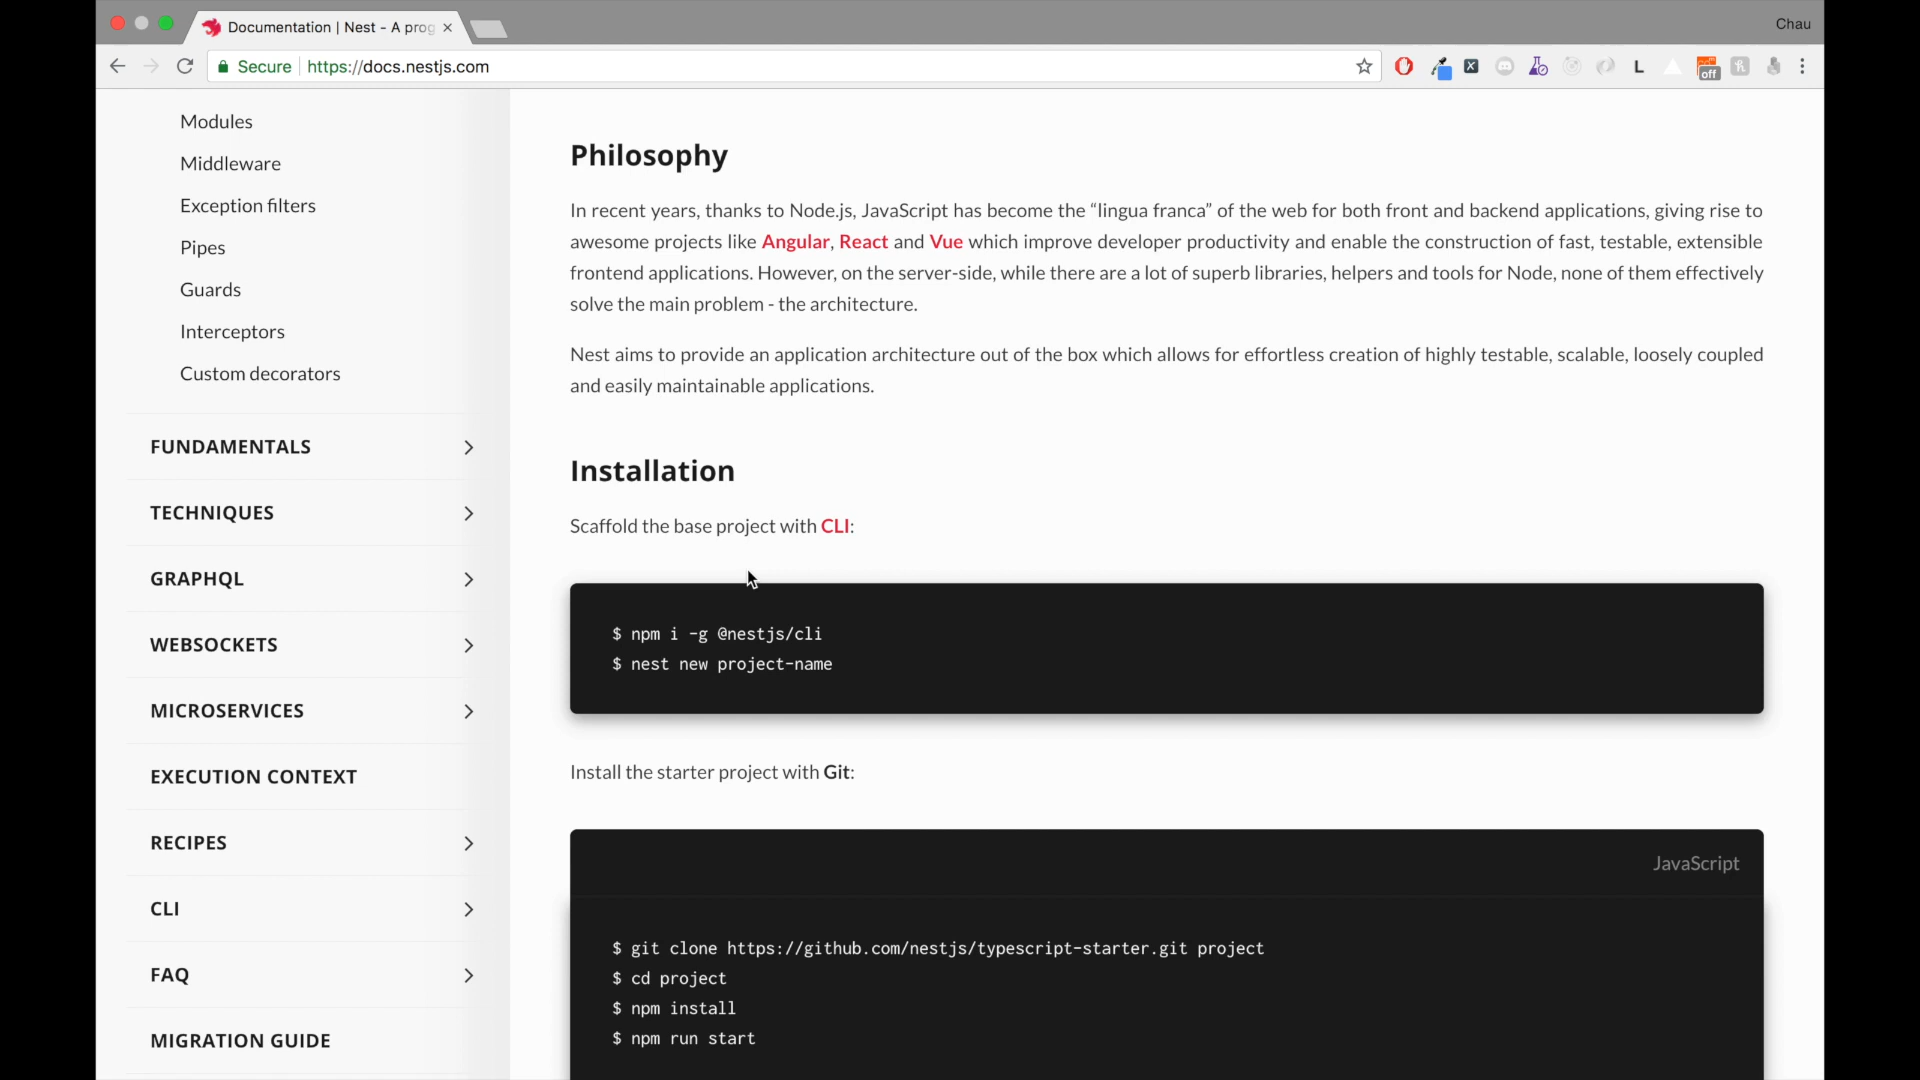 Documentation | Nest - A prog
Chau
Secure https://docs.nestjs.com
off
L
Modules
Middleware
Exception filters
Pipes
Guards
Interceptors
Custom decorators
FUNDAMENTALS
TECHNIQUES
GRAPHQL
WEBSOCKETS
MICROSERVICES
EXECUTION CONTEXT
RECIPES
CLI
FAQ
MIGRATION GUIDE
Philosophy
In recent years, thanks to Node.js, JavaScript has become the “lingua franca” of the web for both front and backend applications, giving rise to
awesome projects like Angular, React and Vue which improve developer productivity and enable the construction of fast, testable, extensible
frontend applications. However, on the server-side, while there are a lot of superb libraries, helpers and tools for Node, none of them effectively
solve the main problem - the architecture.
Nest aims to provide an application architecture out of the box which allows for effortless creation of highly testable, scalable, loosely coupled
and easily maintainable applications.
Installation
Scaffold the base project with CLI:
$ npm i -g @nestjs/cli
$ nest new project-name
Install the starter project with Git:
JavaScript
$ git clone https://github.com/nestjs/typescript-starter.git project
$ cd project
$ npm install
$ npm run start